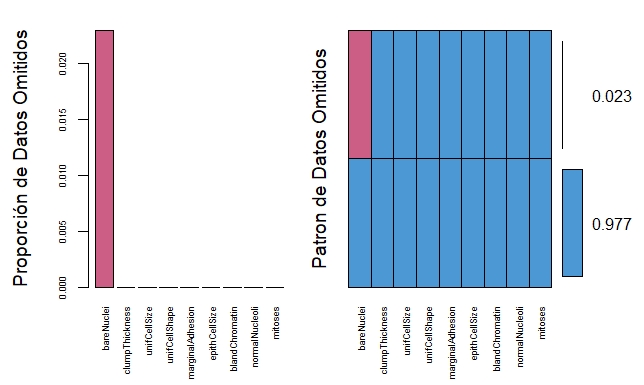 Proporción de Datos Omitidos
0.000
0.005
0.010
0.015
0.020
bareNuclei
clumpThickness
unifCellSize
unifCellShape
marginalAdhesion
epithCellSize
blandChromatin
normalNucleoli
mitoses
Patron de Datos Omitidos
bareNuclei
clumpThickness
unifCellSize
unifCellShape
marginalAdhesion
epithCellSize
blandChromatin
normalNucleoli
mitoses
0.023
0.977